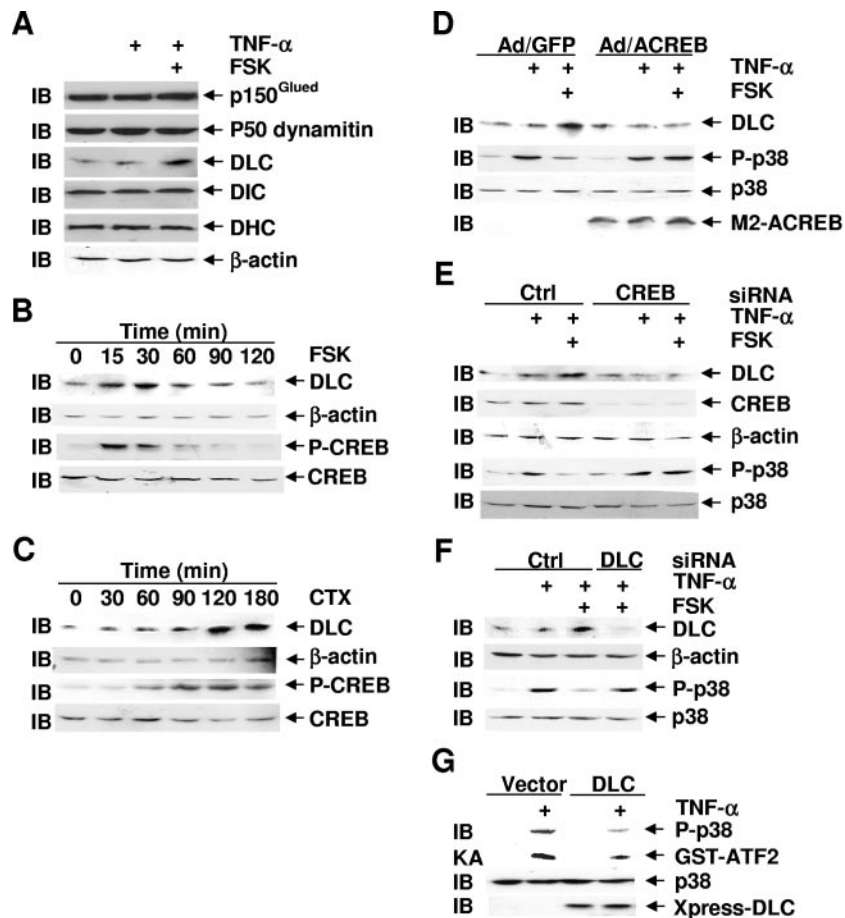 A
+ + TNF-α
+ FSK
IB p150Glued
IB P50 dynamitin
IB DLC
IB DIC
IB DHC
IB β-actin
B
Time (min)
0 15 30 60 90 120 FSK
IB DLC
IB β-actin
IB P-CREB
IB CREB
C
Time (min)
0 30 60 90 120 180 CTX
IB DLC
IB β-actin
IB P-CREB
IB CREB
D
Ad/GFP Ad/ACREB
+ + + + TNF-α
+ + FSK
IB DLC
IB P-p38
IB p38
IB M2-ACREB
E
Ctrl CREB siRNA
+ + + + TNF-α
+ + FSK
IB DLC
IB CREB
IB β-actin
IB P-p38
IB p38
F
Ctrl DLC siRNA
+ + + TNF-α
+ + FSK
IB DLC
IB β-actin
IB P-p38
IB p38
G
Vector DLC
+ + TNF-α
IB P-p38
KA GST-ATF2
IB p38
IB Xpress-DLC